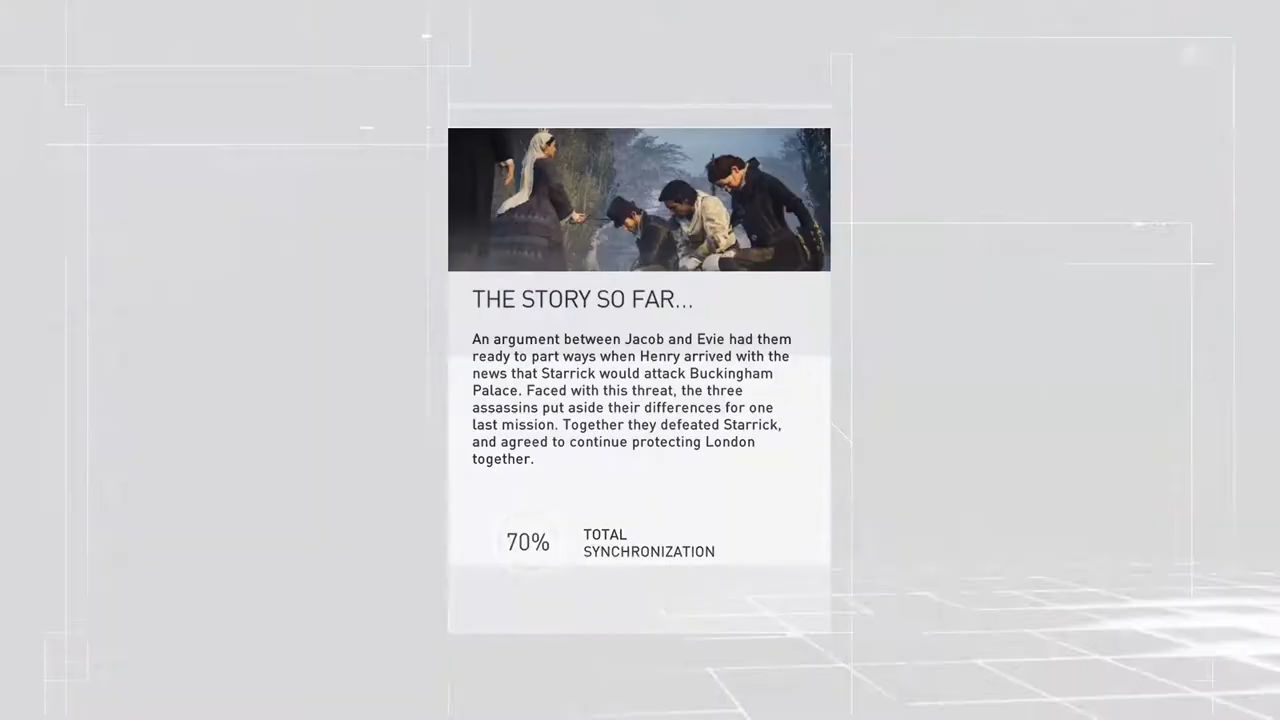 THE STORY SO FAR...
An argument between Jacob and Evie had them
ready to part ways when Henry arrived with the
news that Starrick would attack Buckingham
Palace. Faced with this threat, the three
assassins put aside their differences for one
last mission. Together they defeated Starrick,
and agreed to continue protecting London
together.
70%
TOTAL
SYNCHRONIZATION